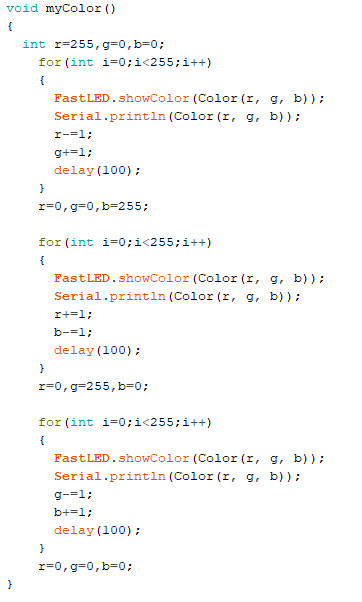 void myColor()
{
  int r=255,g=0,b=0;
    for(int i=0;i<255;i++)
    {
      FastLED.showColor(Color(r, g, b));
      Serial.println(Color(r, g, b));
      r-=1;
      g+=1;
      delay(100);
    }
    r=0,g=0,b=255;

    for(int i=0;i<255;i++)
    {
      FastLED.showColor(Color(r, g, b));
      Serial.println(Color(r, g, b));
      r+=1;
      b-=1;
      delay(100);
    }
    r=0,g=255,b=0;

    for(int i=0;i<255;i++)
    {
      FastLED.showColor(Color(r, g, b));
      Serial.println(Color(r, g, b));
      g-=1;
      b+=1;
      delay(100);
    }
    r=0,g=0,b=0;
}